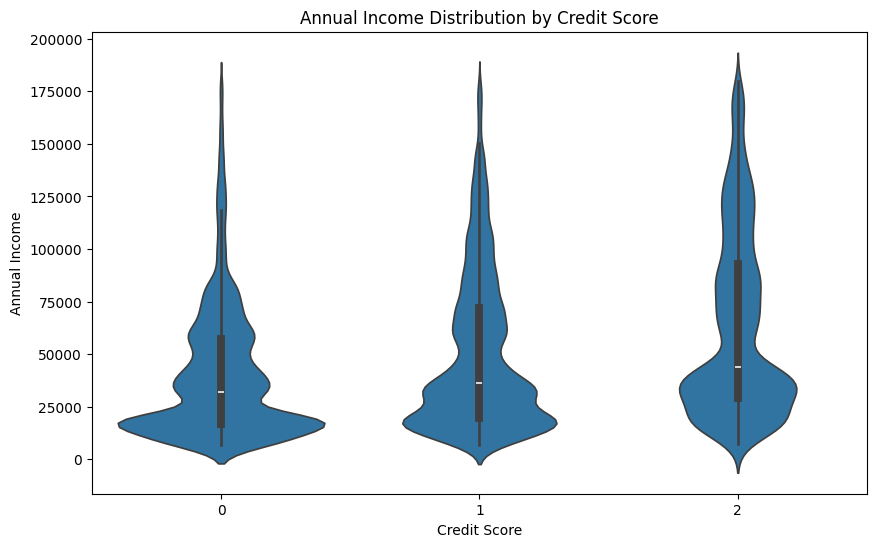 Annual Income Distribution by Credit Score
200000
175000
150000
125000
100000
75000
50000
25000
0
Annual Income
0 1 2
Credit Score